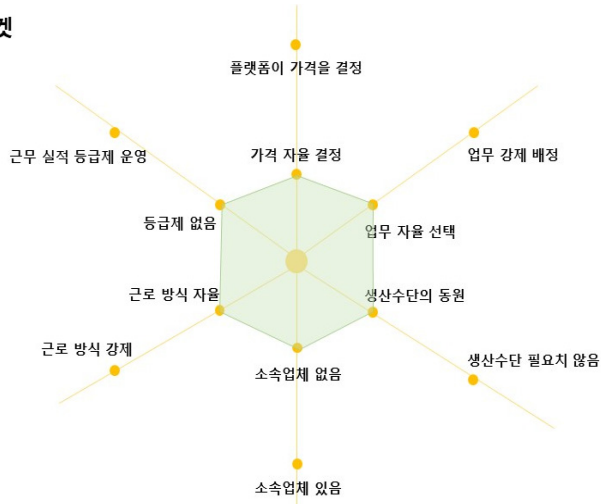 켓
플랫폼이 가격을 결정
근무 실적 등급제 운영
가격 자율 결정
업무 강제 배정
등급제 없음
업무 자율 선택
근로 방식 자율
생산수단의 동원
근로 방식 강제
소속업체 없음
생산수단 필요치 않음
소속업체 있음